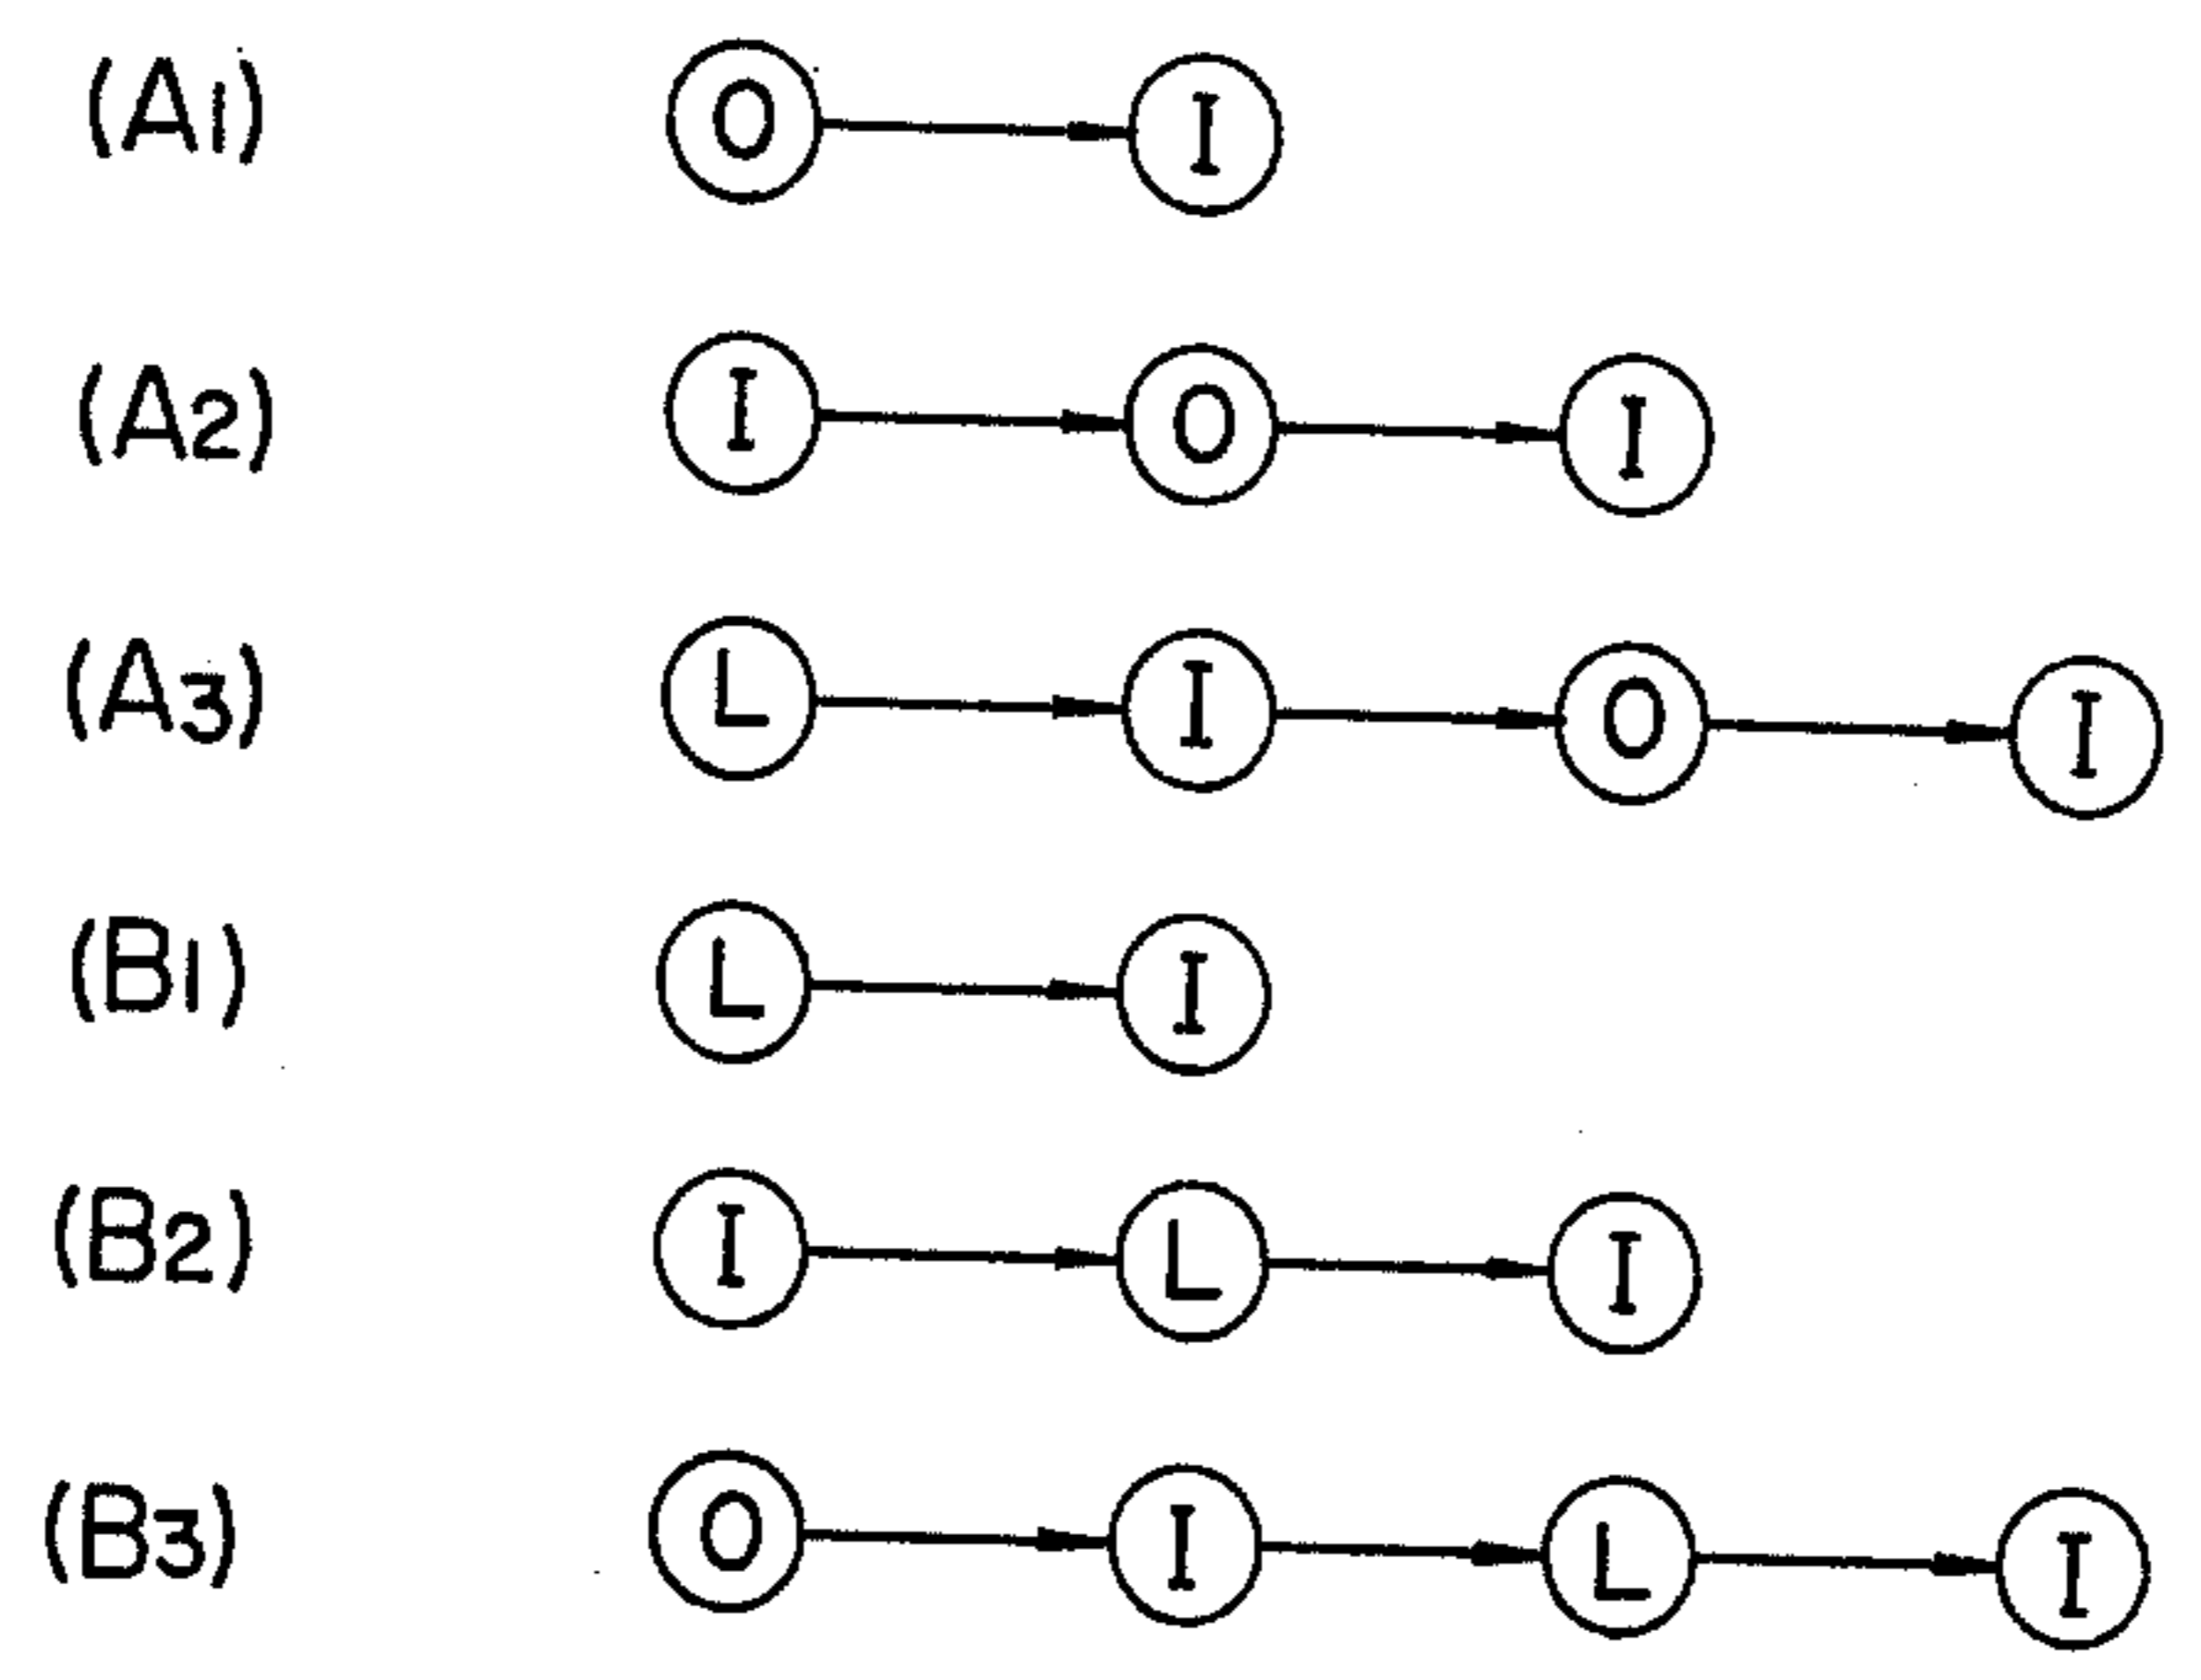 (A1) O I
(A2) I O I
(A3) L I O I
(B1) L I
(B2) I L I
(B3) O I L I